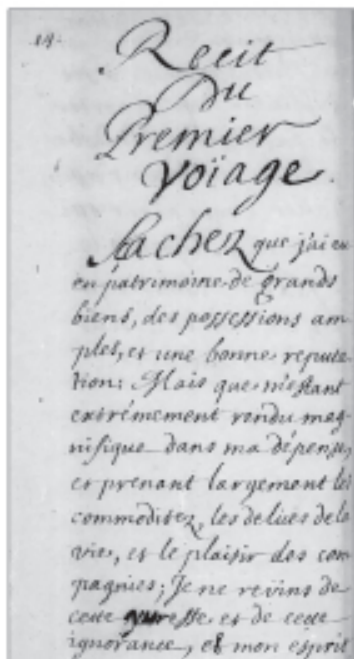 14.
Recit
Du
Premier
voïage.
Sachez que j'ai eu
en patrimoine de grands
biens, des possessions am
ples, et une bonne reputa
tion: Mais que m'estant
extrémement rendu mag
nifique dans ma dépense,
et prenant largement les
commoditez, les delices de la
vie, et le plaisir des com
pagnies; Je ne revins de
cette yvresse et de cette
ignorance, et mon esprit